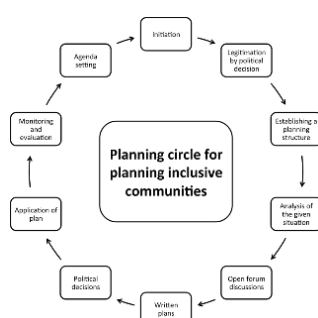 Initiation
Legitimation
by political
decision
Establishing a
planning
structure
Analysis of
the given
situation
Open forum
discussions
Written
plans
Political
decisions
Application of
plan
Monitoring
and
evaluation
Agenda
setting
Planning circle for
planning inclusive
communities